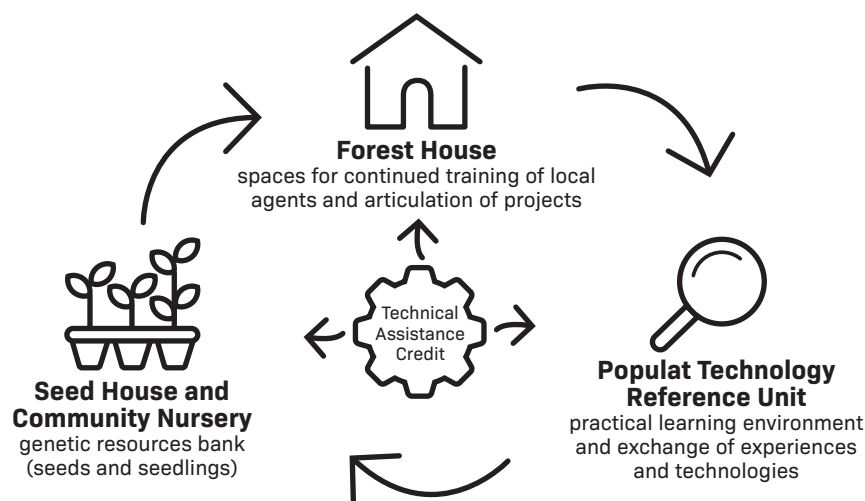 Forest House
spaces for continued training of local
agents and articulation of projects
Technical
Assistance
Credit
Seed House and
Community Nursery
genetic resources bank
(seeds and seedlings)
Populat Technology
Reference Unit
practical learning environment
and exchange of experiences
and technologies